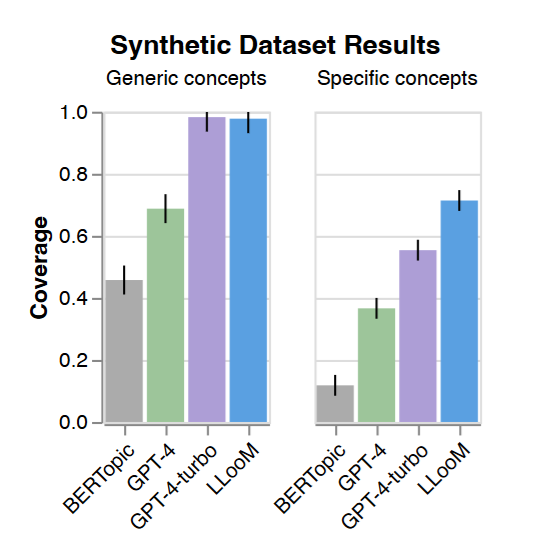 Synthetic Dataset Results
Generic concepts
Specific concepts
Coverage
1.0
0.8
0.6
0.4
0.2
0.0
BERTopic
GPT-4
GPT-4-turbo
LLooM
BERTopic
GPT-4
GPT-4-turbo
LLooM